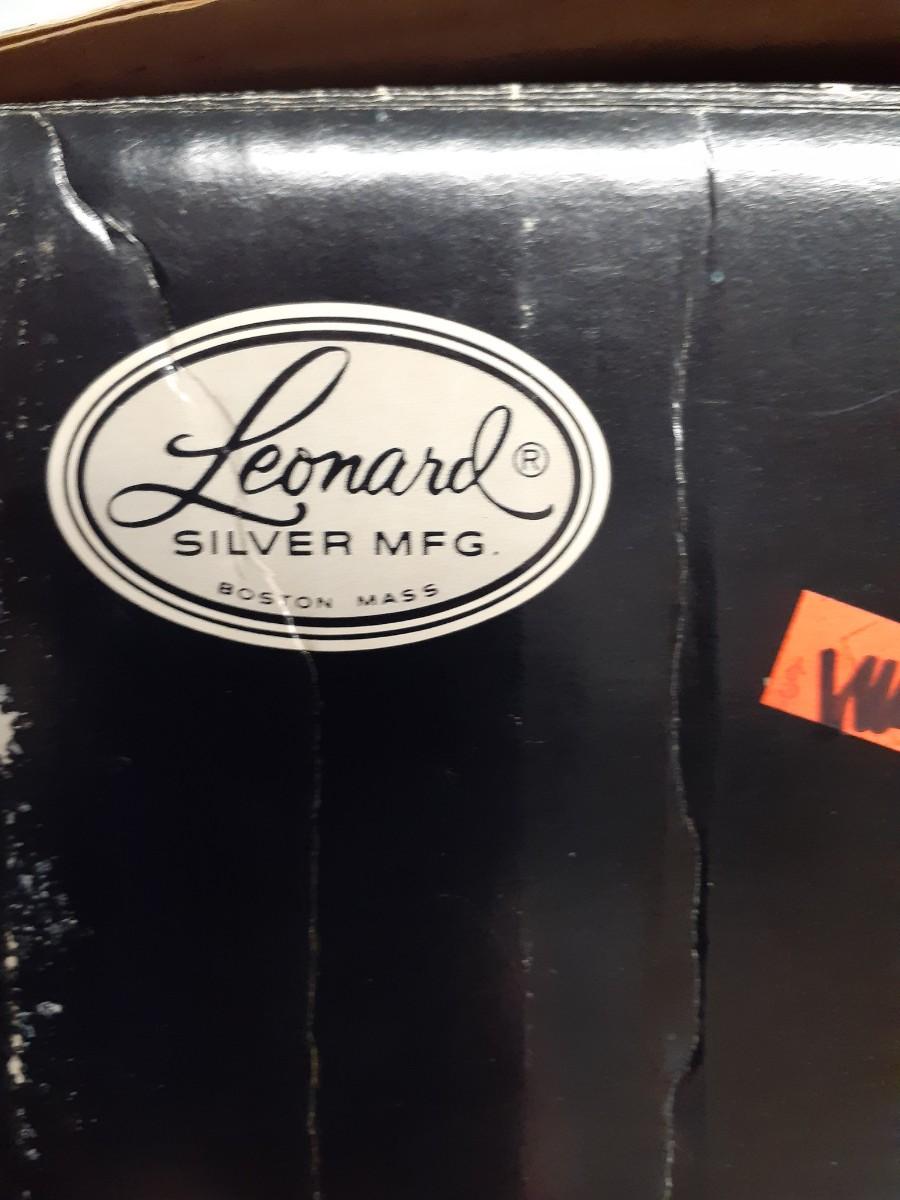 Leonard ®
SILVER MFG.
BOSTON MASS
$